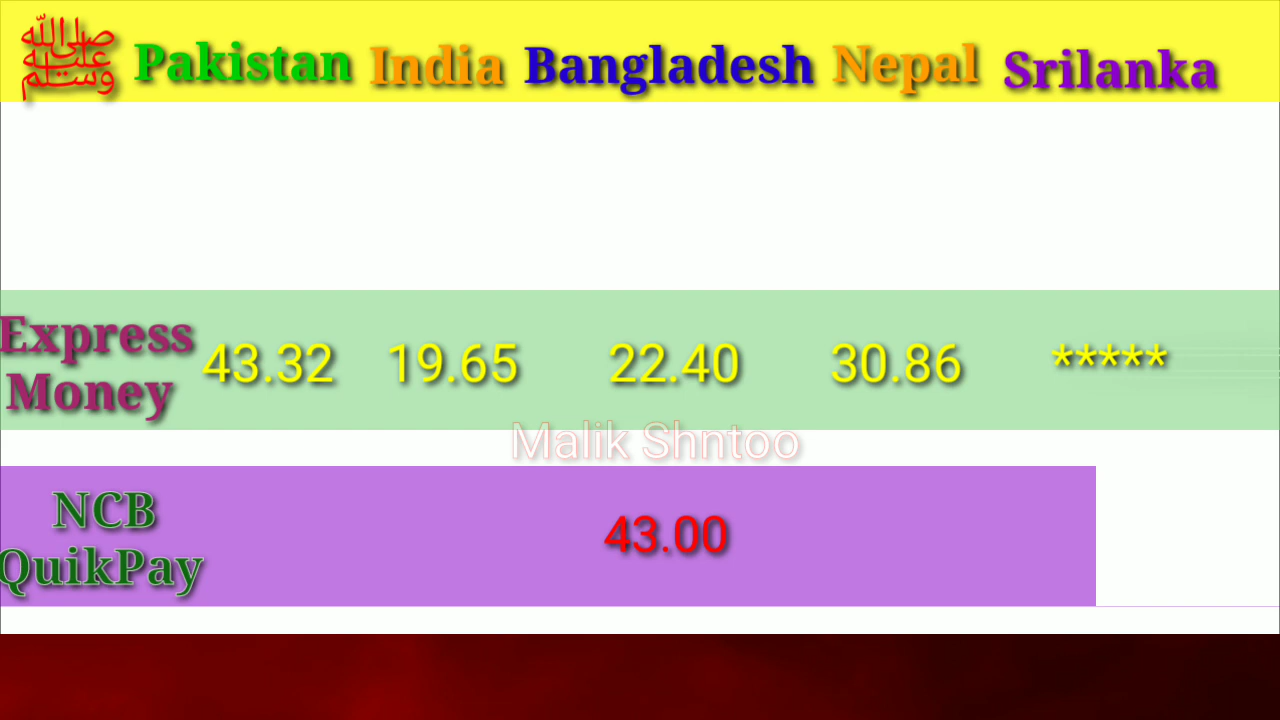 ﷺ Pakistan India Bangladesh Nepal Srilanka
Express
Money
43.32 19.65 22.40 30.86 *****
Malik Shntoo
NCB
QuikPay
43.00